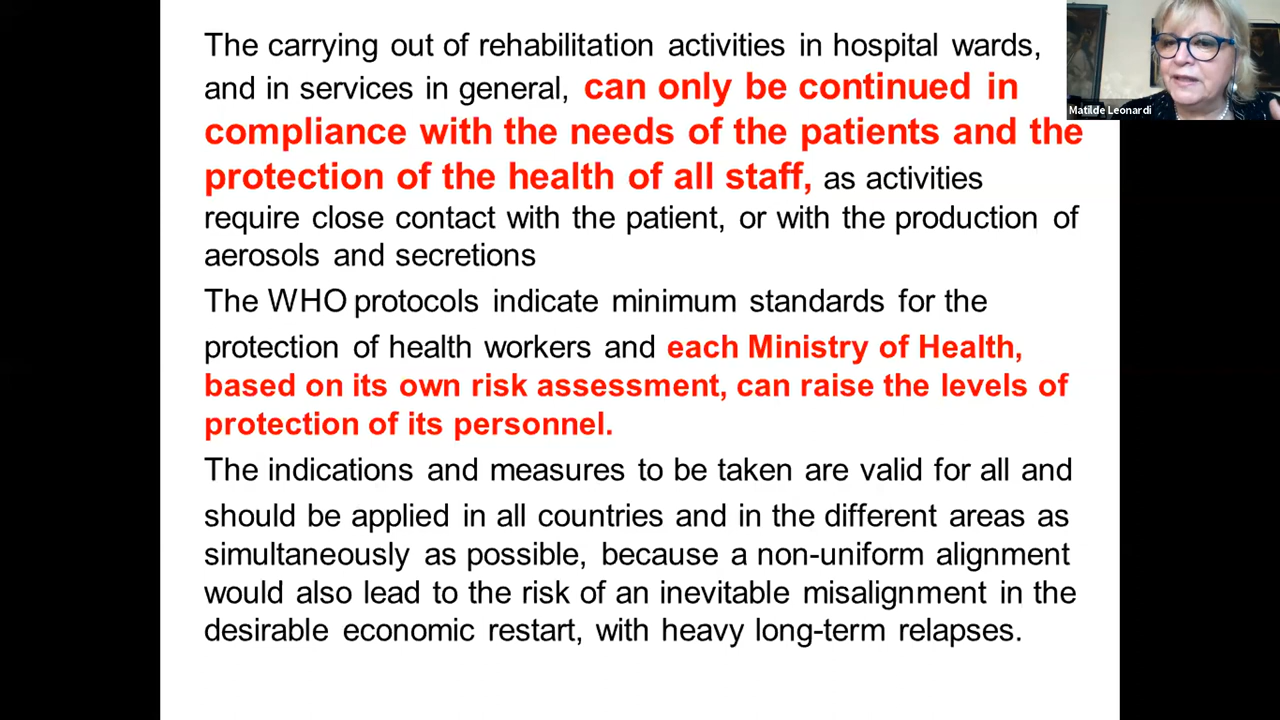 The carrying out of rehabilitation activities in hospital wards,
and in services in general, can only be continued in
compliance with the needs of the patients and the
protection of the health of all staff, as activities
require close contact with the patient, or with the production of
aerosols and secretions
The WHO protocols indicate minimum standards for the
protection of health workers and each Ministry of Health,
based on its own risk assessment, can raise the levels of
protection of its personnel.
The indications and measures to be taken are valid for all and
should be applied in all countries and in the different areas as
simultaneously as possible, because a non-uniform alignment
would also lead to the risk of an inevitable misalignment in the
desirable economic restart, with heavy long-term relapses.
Matilde Leonardi